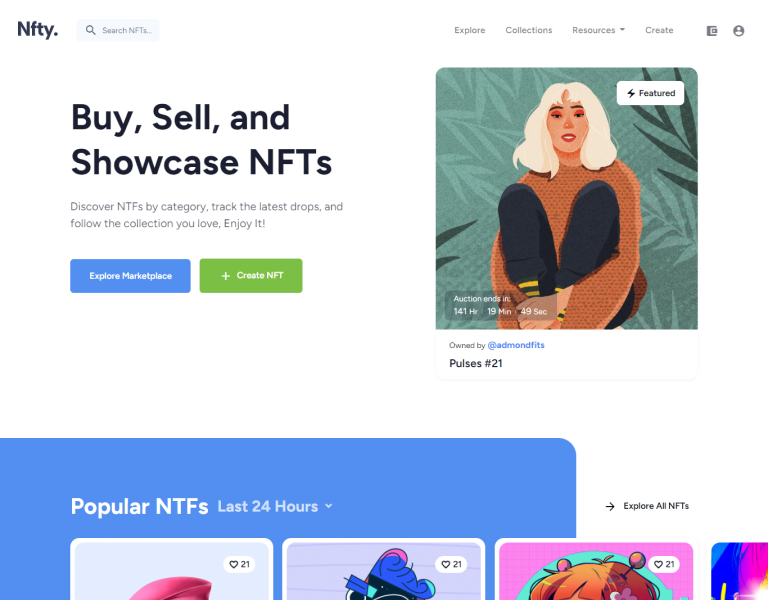 Nfty.
Search NFTs...
Explore
Collections
Resources
Create
Buy, Sell, and
Showcase NFTs
Discover NTFs by category, track the latest drops, and
follow the collection you love, Enjoy It!
Explore Marketplace
Create NFT
Featured
Auction ends in:
141 Hr 19 Min 49 Sec
Owned by @admondfits
Pulses #21
Popular NTFs Last 24 Hours
Explore All NFTs
21
21
21